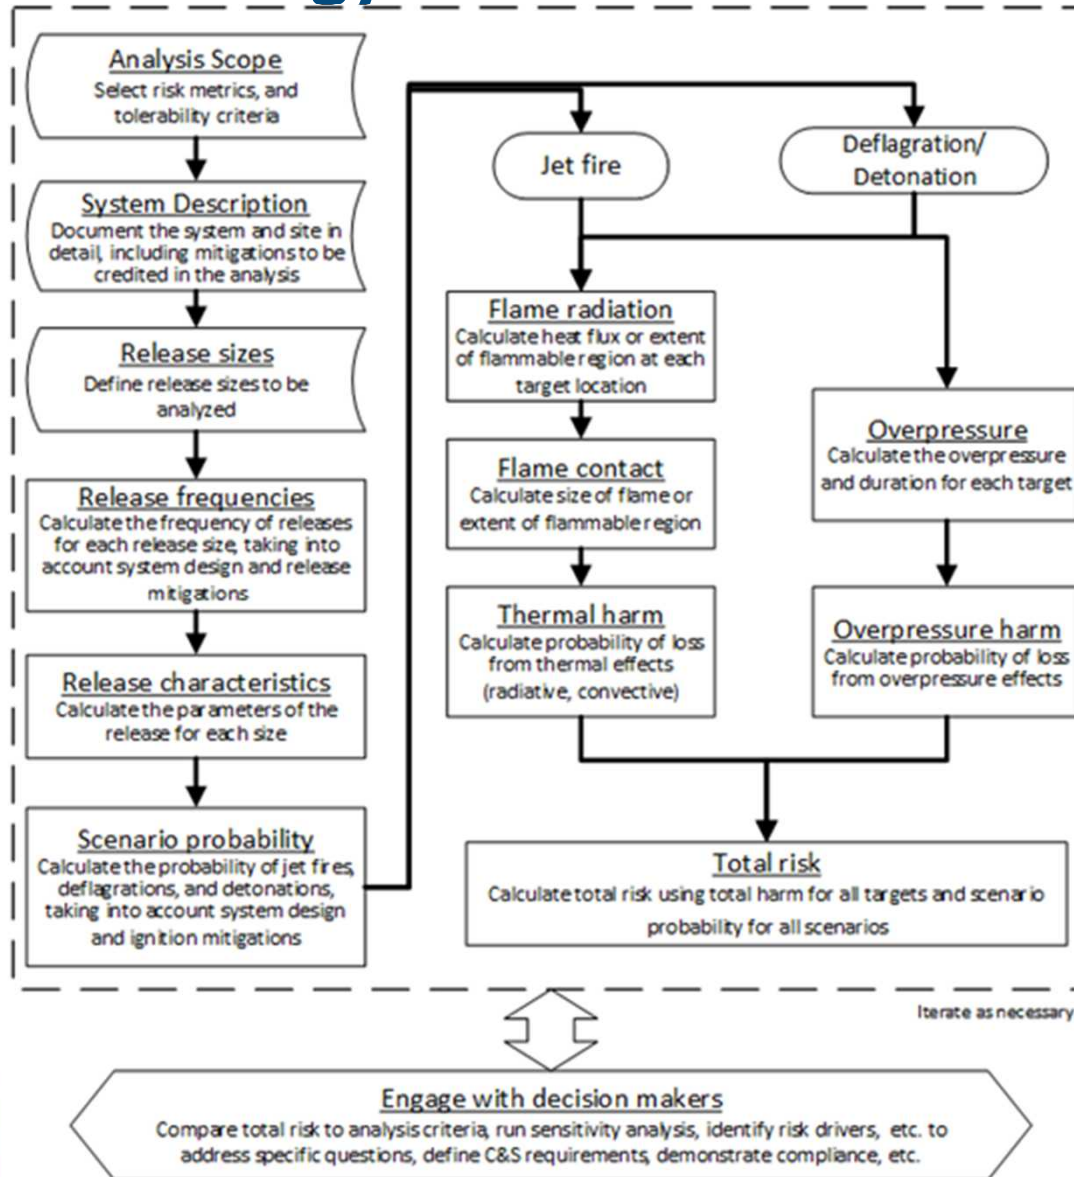 Analysis Scope
Select risk metrics, and
tolerability criteria
System Description
Document the system and site in
detail, including mitigations to be
credited in the analysis
Release sizes
Define release sizes to be
analyzed
Release frequencies
Calculate the frequency of releases
for each release size, taking into
account system design and release
mitigations
Release characteristics
Calculate the parameters of the
release for each size
Scenario probability
Calculate the probability of jet fires,
deflagrations, and detonations,
taking into account system design
and ignition mitigations
Jet fire
Deflagration/
Detonation
Flame radiation
Calculate heat flux or extent
of flammable region at each
target location
Flame contact
Calculate size of flame or
extent of flammable region
Thermal harm
Calculate probability of loss
from thermal effects
(radiative, convective)
Overpressure
Calculate the overpressure
and duration for each target
Overpressure harm
Calculate probability of loss
from overpressure effects
Total risk
Calculate total risk using total harm for all targets and scenario
probability for all scenarios
Iterate as necessary
Engage with decision makers
Compare total risk to analysis criteria, run sensitivity analysis, identify risk drivers, etc. to
address specific questions, define C&S requirements, demonstrate compliance, etc.